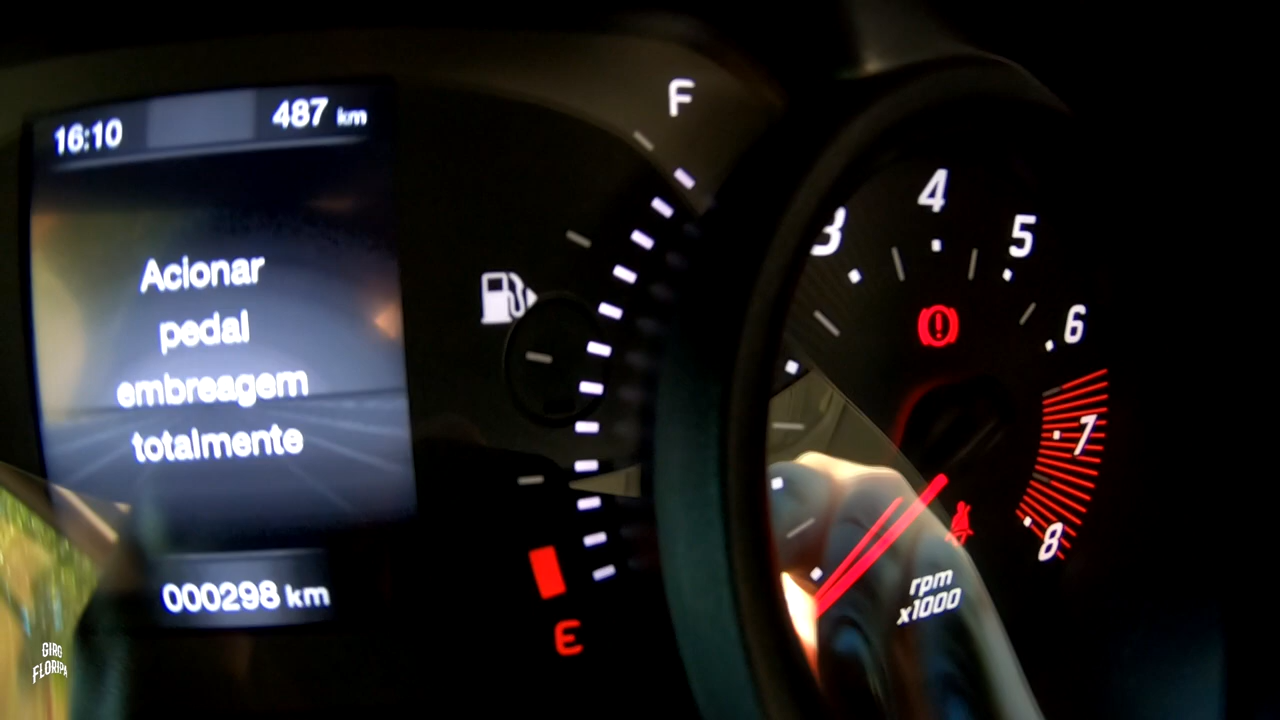 16:10
487 km
Acionar
pedal
embreagem
totalmente
000298 km
F
E
3
4
5
6
7
8
rpm
x1000
GIRO
FLORIPA